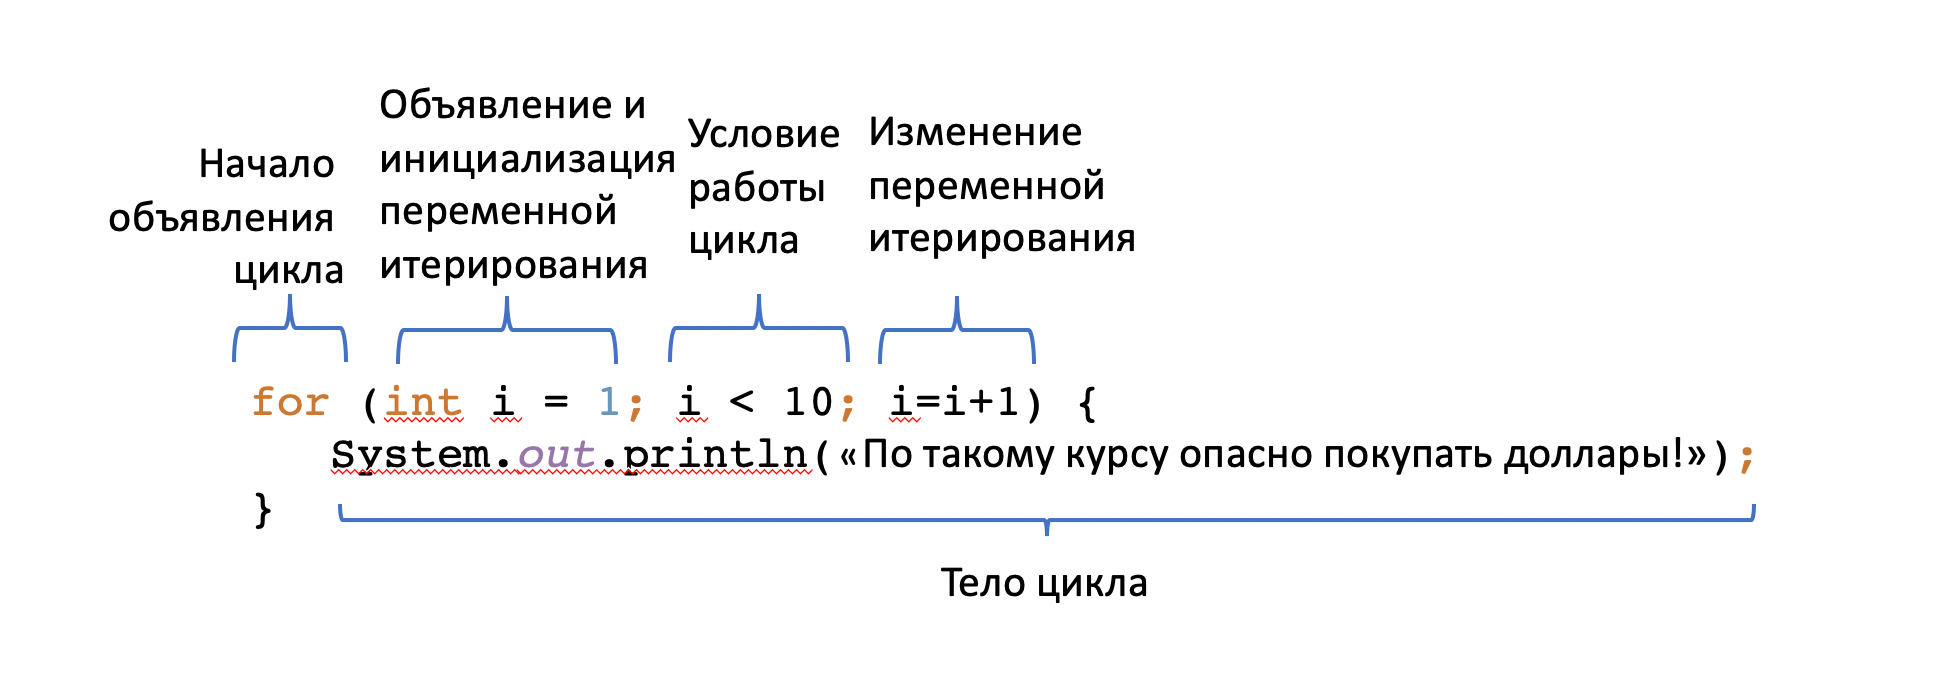 Начало
объявления
цикла
Объявление и
инициализация
переменной
итерирования
Условие
работы
цикла
Изменение
переменной
итерирования
for (int i = 1; i < 10; i=i+1) {
System.out.println(«По такому курсу опасно покупать доллары!»);
}
Тело цикла